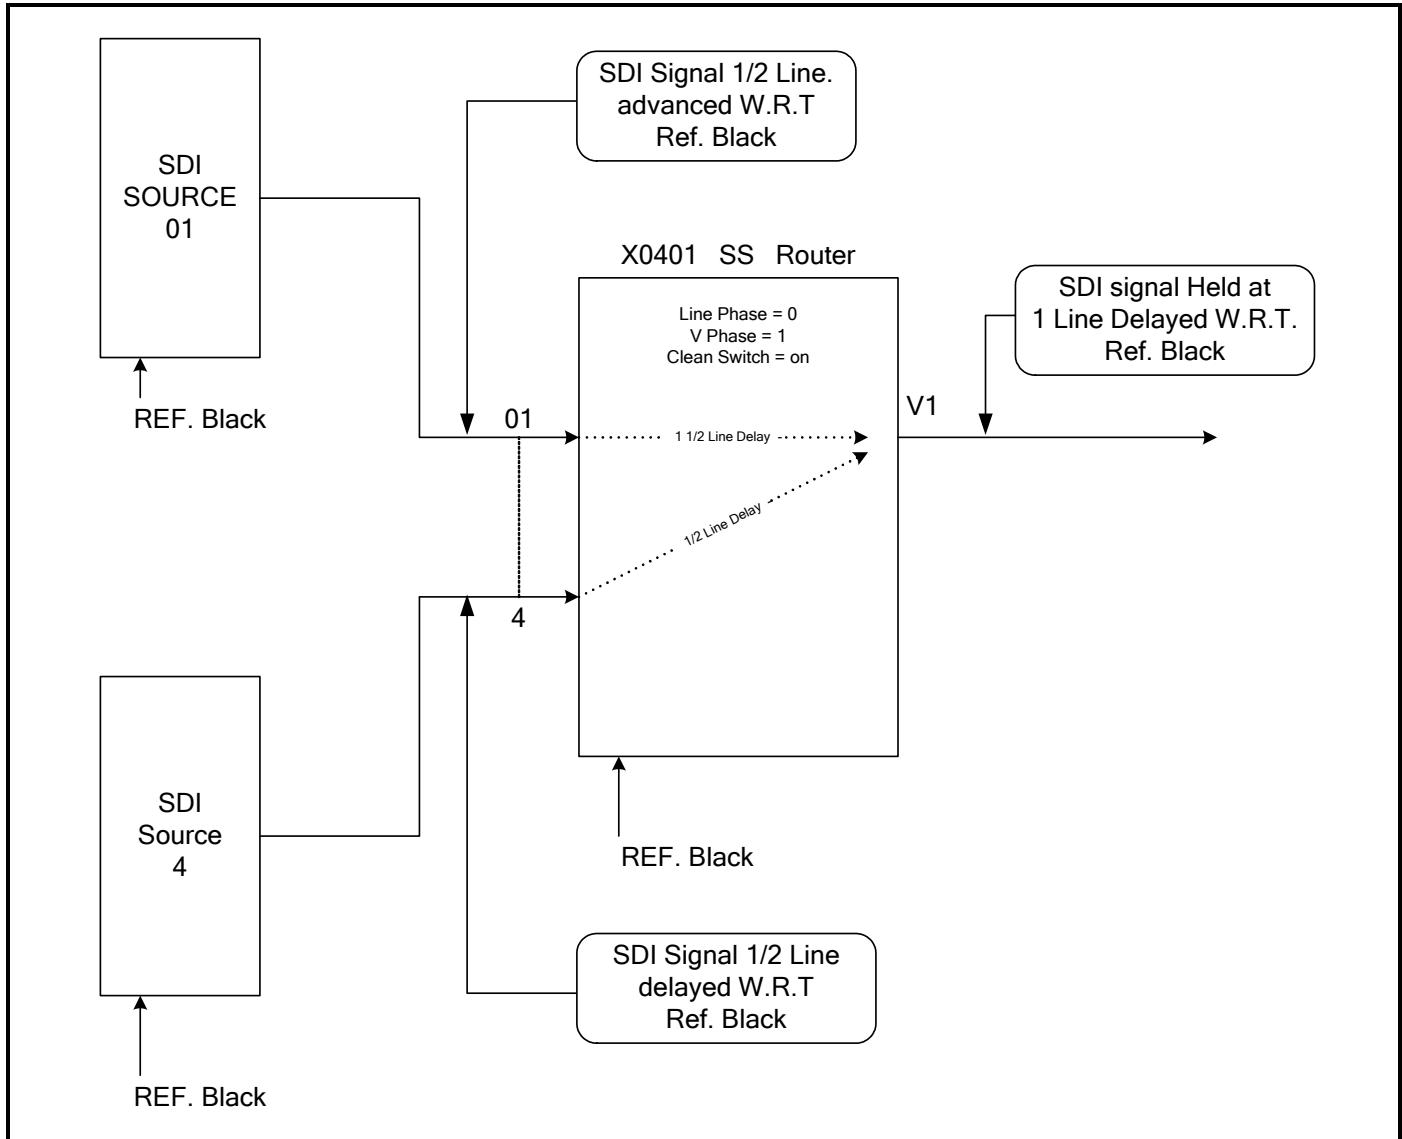 SDI
SOURCE
01
REF. Black
SDI Signal 1/2 Line.
advanced W.R.T
Ref. Black
X0401 SS Router
Line Phase = 0
V Phase = 1
Clean Switch = on
SDI signal Held at
1 Line Delayed W.R.T.
Ref. Black
01
1 1/2 Line Delay
V1
1/2 Line Delay
4
SDI
Source
4
REF. Black
REF. Black
SDI Signal 1/2 Line
delayed W.R.T
Ref. Black